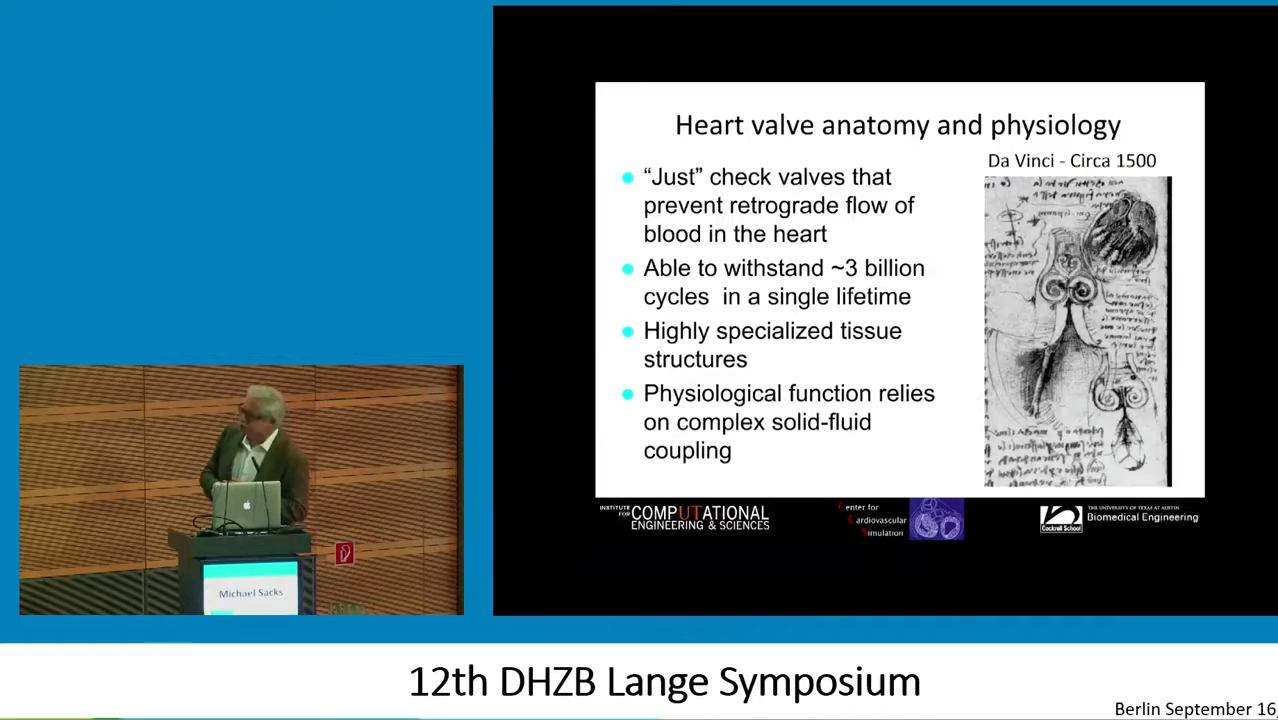 Heart valve anatomy and physiology
Da Vinci - Circa 1500
“Just” check valves that
prevent retrograde flow of
blood in the heart
Able to withstand ~3 billion
cycles in a single lifetime
Highly specialized tissue
structures
Physiological function relies
on complex solid-fluid
coupling
INSTITUTE FOR COMPUTATIONAL
ENGINEERING & SCIENCES
Center for
Cardiovascular
Simulation
Cockrell School
THE UNIVERSITY OF TEXAS AT AUSTIN
Biomedical Engineering
Michael Sacks
12th DHZB Lange Symposium
Berlin September 16,